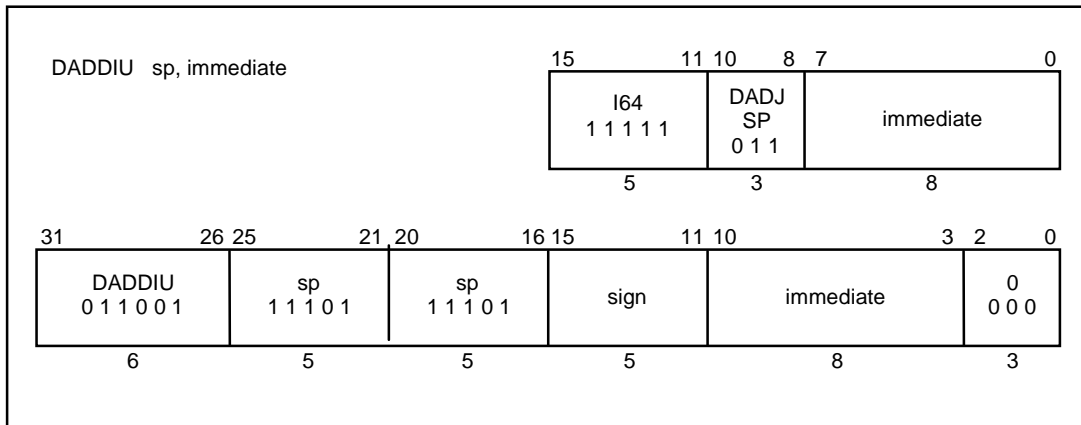 DADDIU sp, immediate
15 11 10 8 7 0
I64
1 1 1 1 1
DADJ
SP
0 1 1
immediate
5 3 8
31 26 25 21 20 16 15 11 10 3 2 0
DADDIU
0 1 1 0 0 1
sp
1 1 1 0 1
sp
1 1 1 0 1
sign
immediate
0
0 0 0
6 5 5 5 8 3